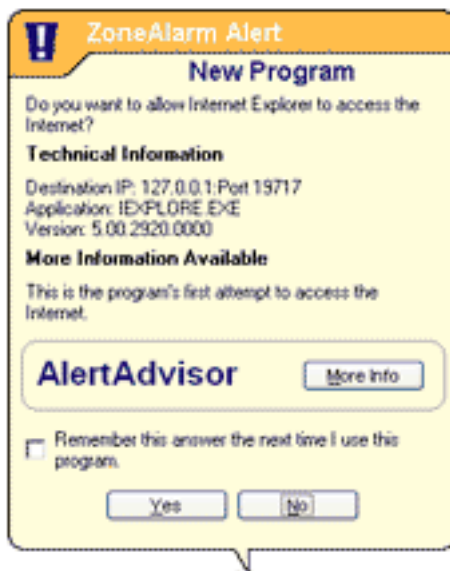 ZoneAlarm Alert
New Program
Do you want to allow Internet Explorer to access the
Internet?
Technical Information
Destination IP: 127.0.0.1:Port 19717
Application: IEXPLORE.EXE
Version: 5.00.2920.0000
More Information Available
This is the program's first attempt to access the
Internet.
AlertAdvisor
More Info
Remember this answer the next time I use this
program.
Yes No